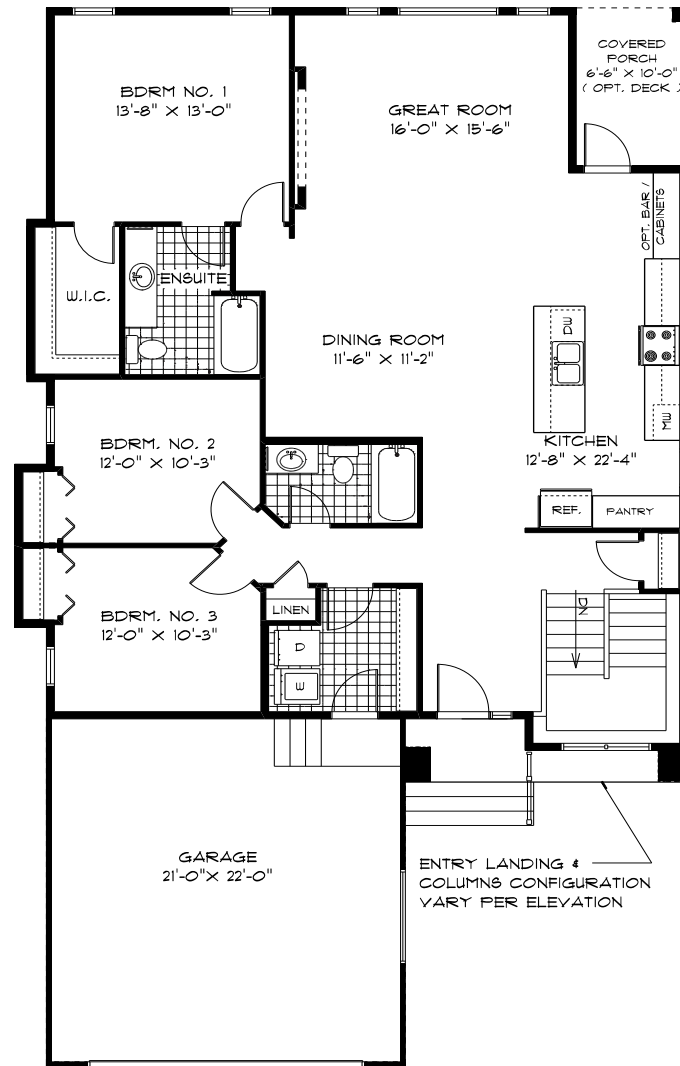 BDRM NO. 1
13'-8" X 13'-0"
GREAT ROOM
16'-0" X 15'-6"
COVERED
PORCH
6'-6" X 10'-0"
( OPT. DECK )
OPT. BAR /
CABINETS
W.I.C.
ENSUITE
DINING ROOM
11'-6" X 11'-2"
DW
MW
BDRM. NO. 2
12'-0" X 10'-3"
KITCHEN
12'-8" X 22'-4"
REF.
PANTRY
BDRM. NO. 3
12'-0" X 10'-3"
LINEN
DN
D
W
GARAGE
21'-0"X 22'-0"
ENTRY LANDING &
COLUMNS CONFIGURATION
VARY PER ELEVATION